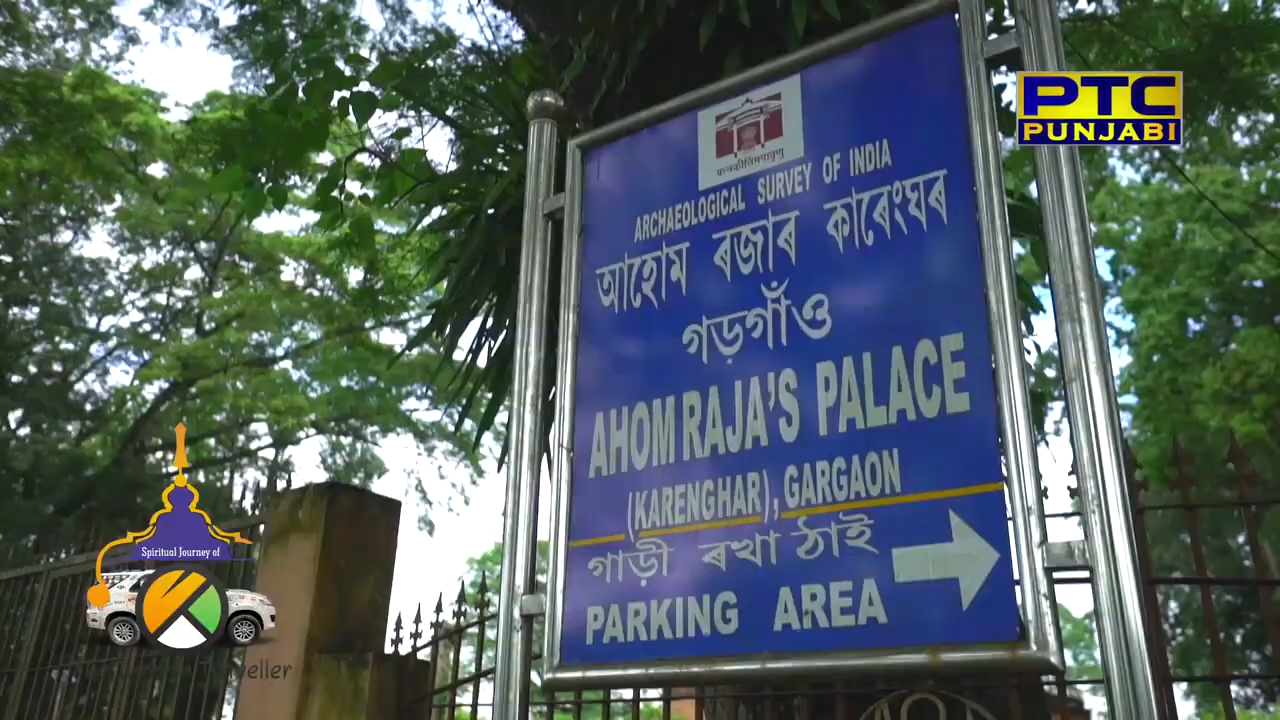 PTC
PUNJABI
ARCHAEOLOGICAL SURVEY OF INDIA
আহোম ৰজাৰ কাৰেংঘৰ
গড়গাঁও
AHOM RAJA'S PALACE
(KARENGHAR), GARGAON
গাড়ী ৰখা ঠাই
PARKING AREA
Spiritual Journey of